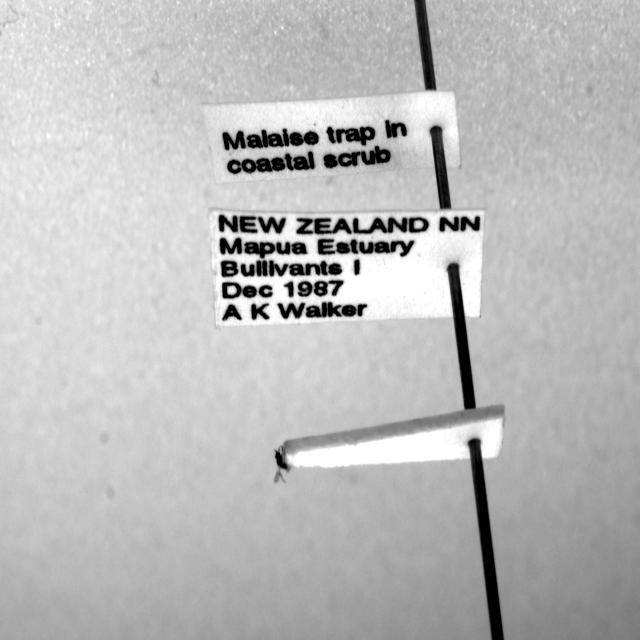 Malaise trap in
coastal scrub
NEW ZEALAND NN
Mapua Estuary
Bullivants I
Dec 1987
A K Walker